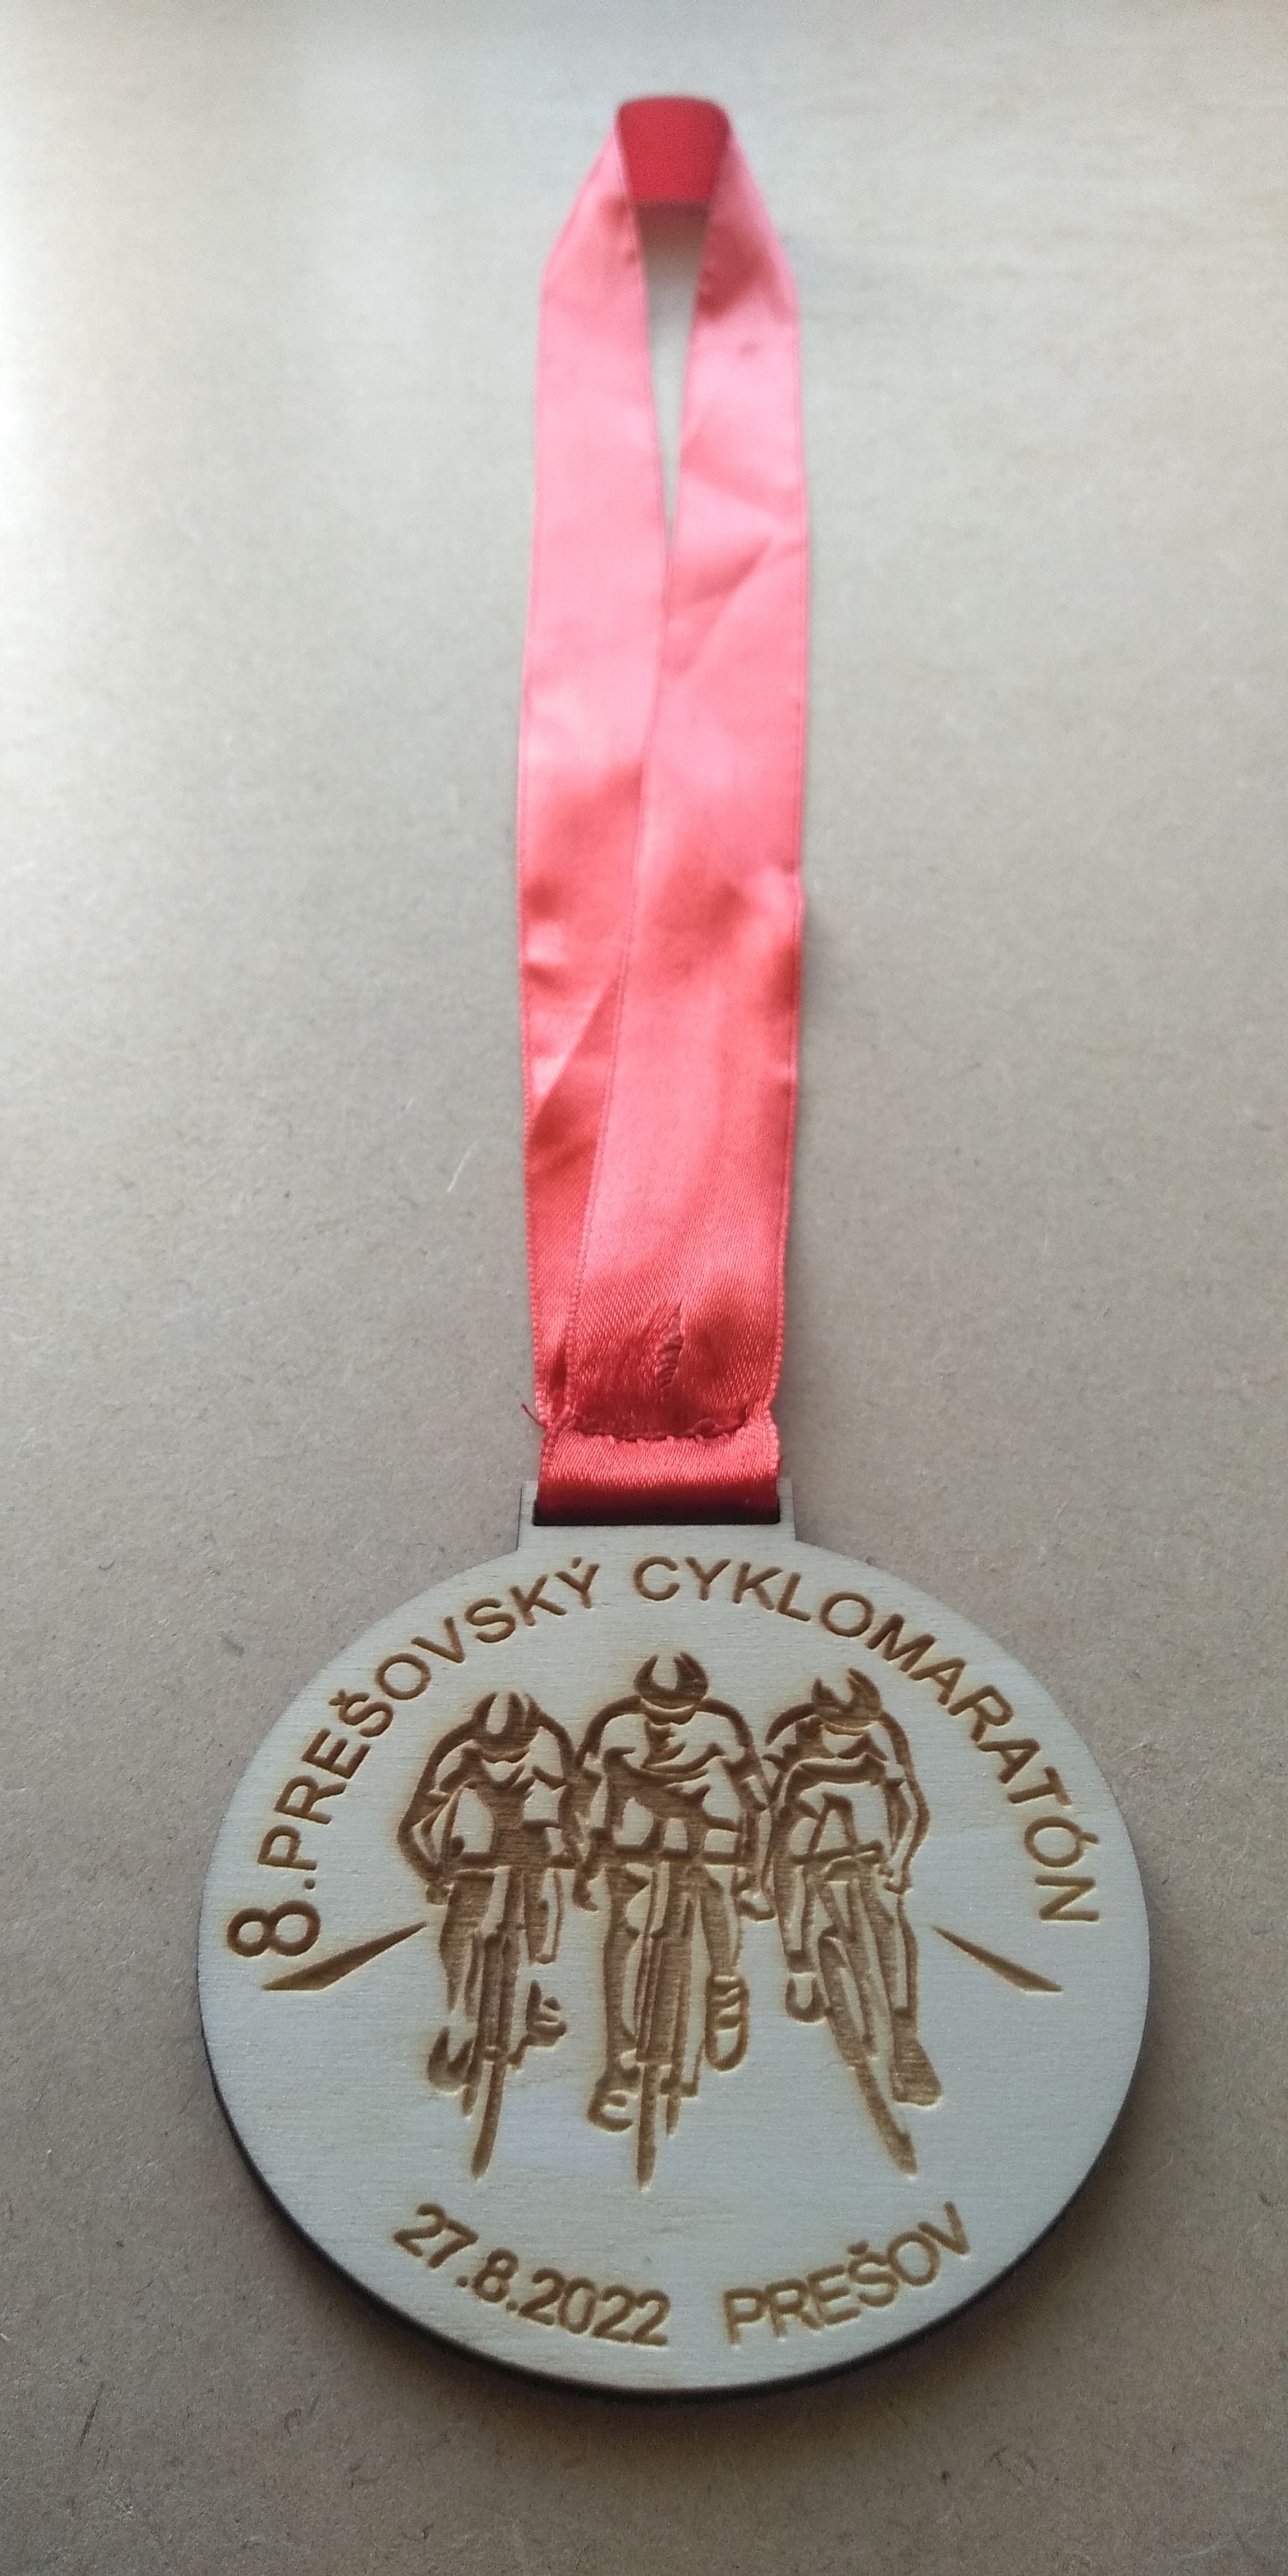 8.PREŠOVSKÝ CYKLOMARATÓN
27.8.2022 PREŠOV